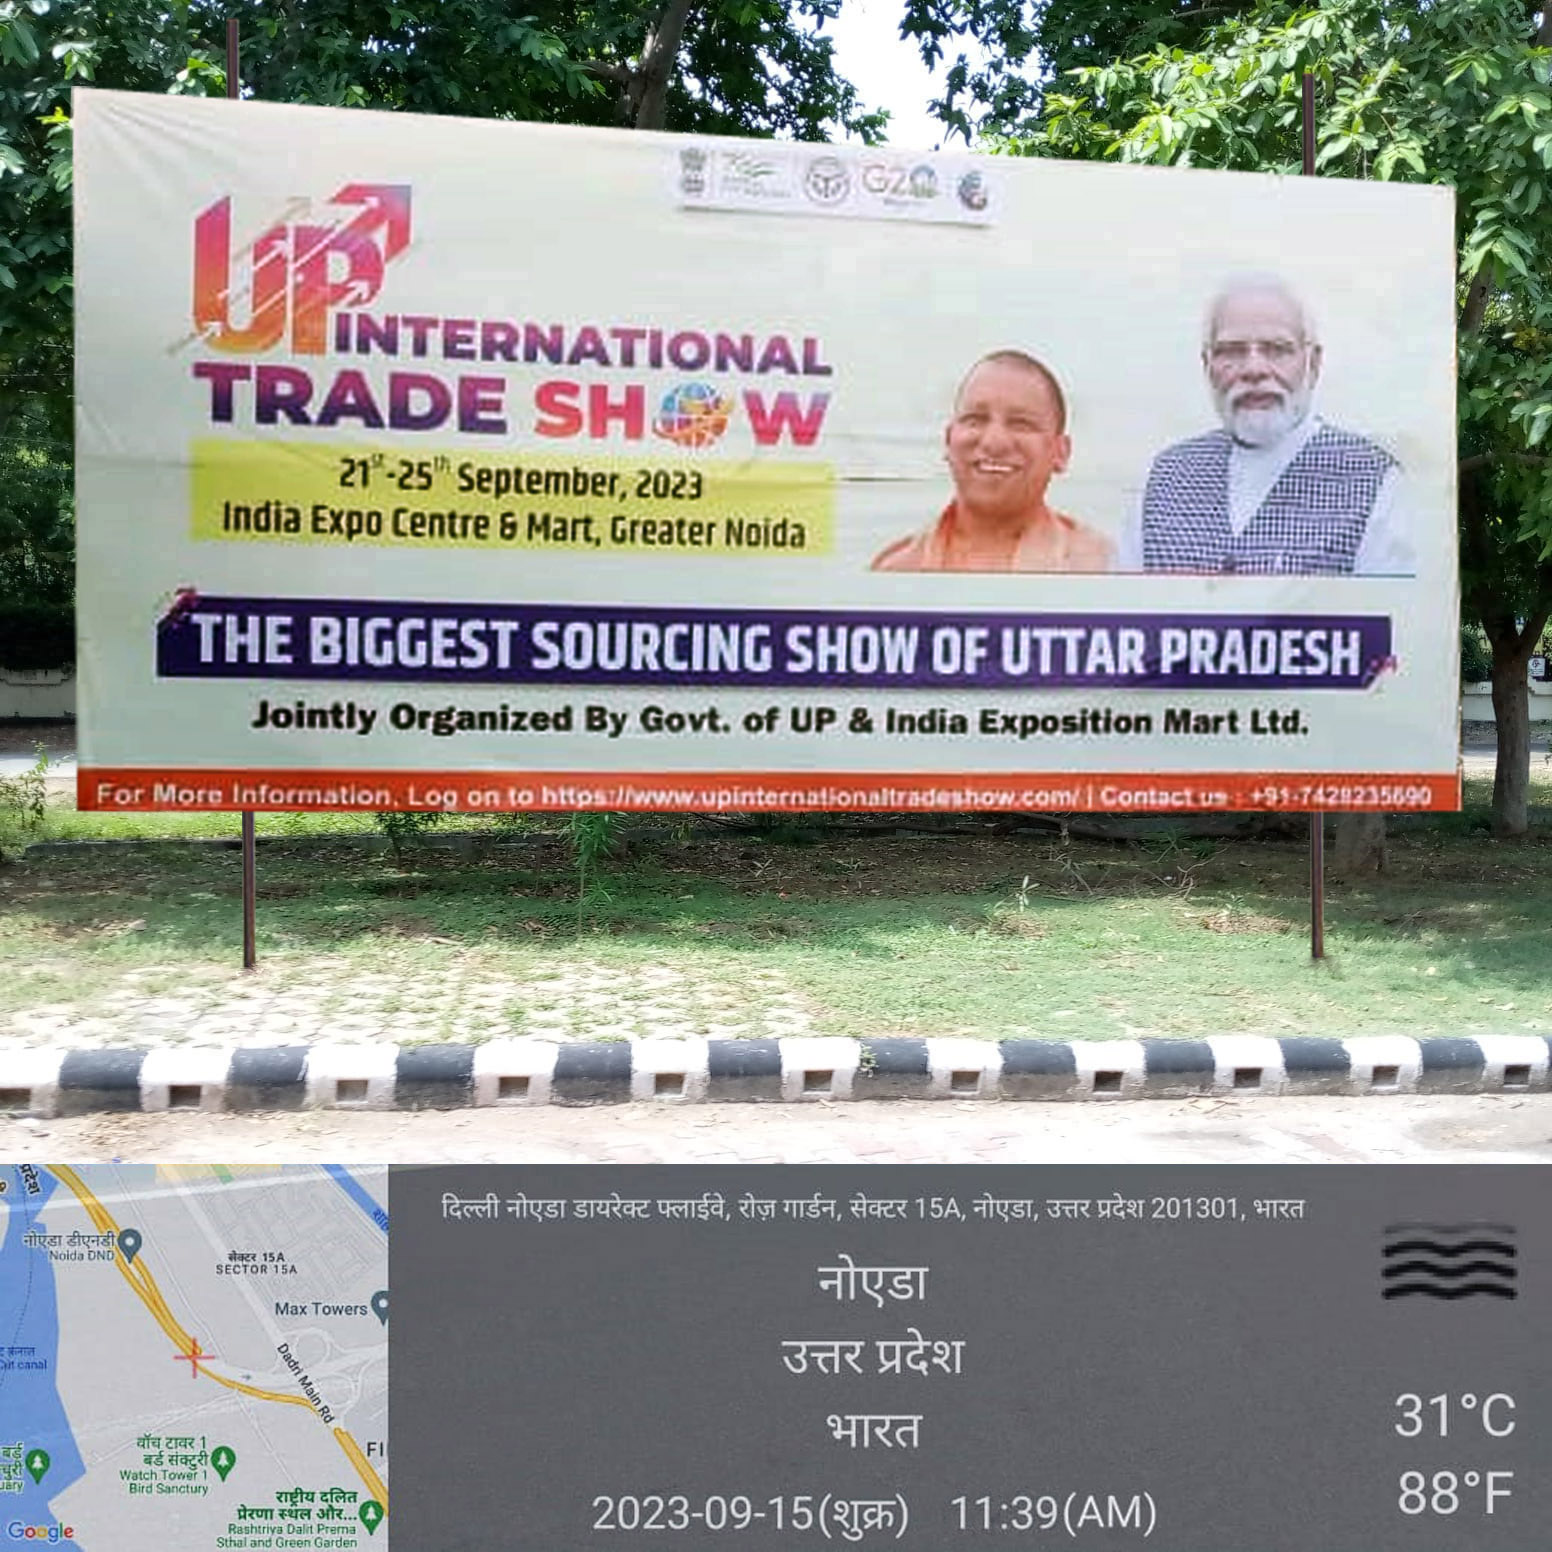 G20
UP
INTERNATIONAL
TRADE SHOW
21st-25th September, 2023
India Expo Centre & Mart, Greater Noida
THE BIGGEST SOURCING SHOW OF UTTAR PRADESH
Jointly Organized By Govt. of UP & India Exposition Mart Ltd.
For More Information, Log on to https://www.upinternationaltradeshow.com/ | Contact us : +91-7428235690
दिल्ली नोएडा डायरेक्ट फ्लाईवे, रोज़ गार्डन, सेक्टर 15A, नोएडा, उत्तर प्रदेश 201301, भारत
नोएडा
उत्तर प्रदेश
भारत
2023-09-15(शुक्र) 11:39(AM)
31°C
88°F
नोएडा डीएनडी
Noida DND
सेक्टर 15A
SECTOR 15A
Max Towers
Dadri Main Rd
canal
वॉच टावर 1
बर्ड सेंक्टुरी
Watch Tower 1
Bird Sanctury
राष्ट्रीय दलित
प्रेरणा स्थल और...
Rashtriya Dalit Prerna
Sthal and Green Garden
Google